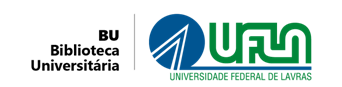 BU
Biblioteca
Universitária
UFLA
UNIVERSIDADE FEDERAL DE LAVRAS